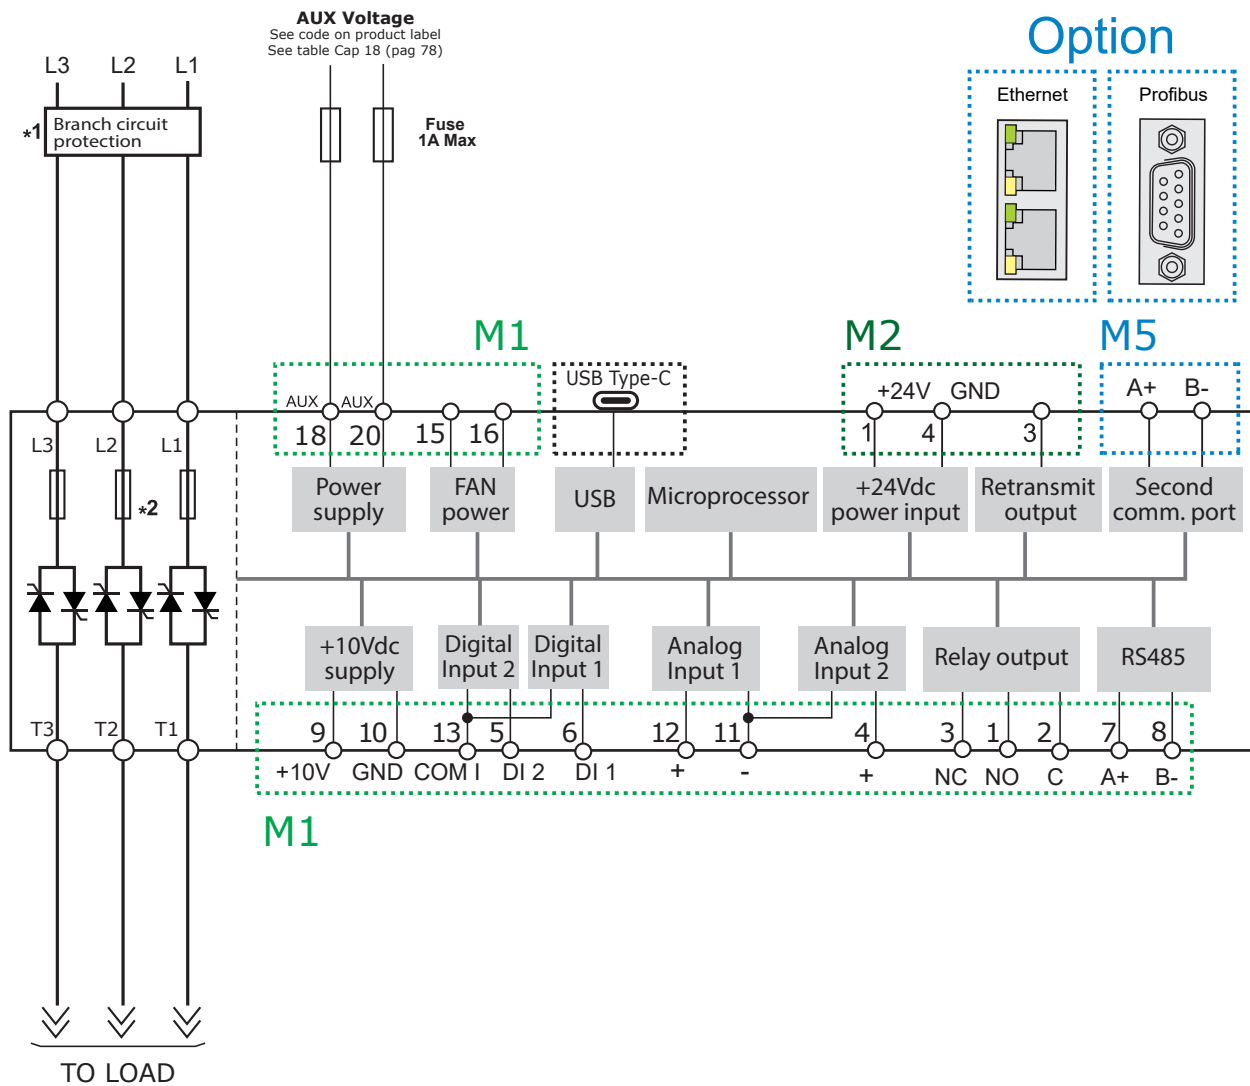 AUX Voltage
See code on product label
See table Cap 18 (pag 78)
Option
L3 L2 L1
Ethernet Profibus
*1 Branch circuit
protection
Fuse
1A Max
M1 M2 M5
USB Type-C
+24V GND
A+ B-
AUX AUX
18 20 15 16
1 4 3
L3 L2 L1
*2
Power
supply
FAN
power
USB
Microprocessor
+24Vdc
power input
Retransmit
output
Second
comm. port
+10Vdc
supply
Digital
Input 2
Digital
Input 1
Analog
Input 1
Analog
Input 2
Relay output
RS485
T3 T2 T1
9 10 13 5 6 12 11 4 3 1 2 7 8
+10V GND COM I DI 2 DI 1 + - + NC NO C A+ B-
M1
TO LOAD